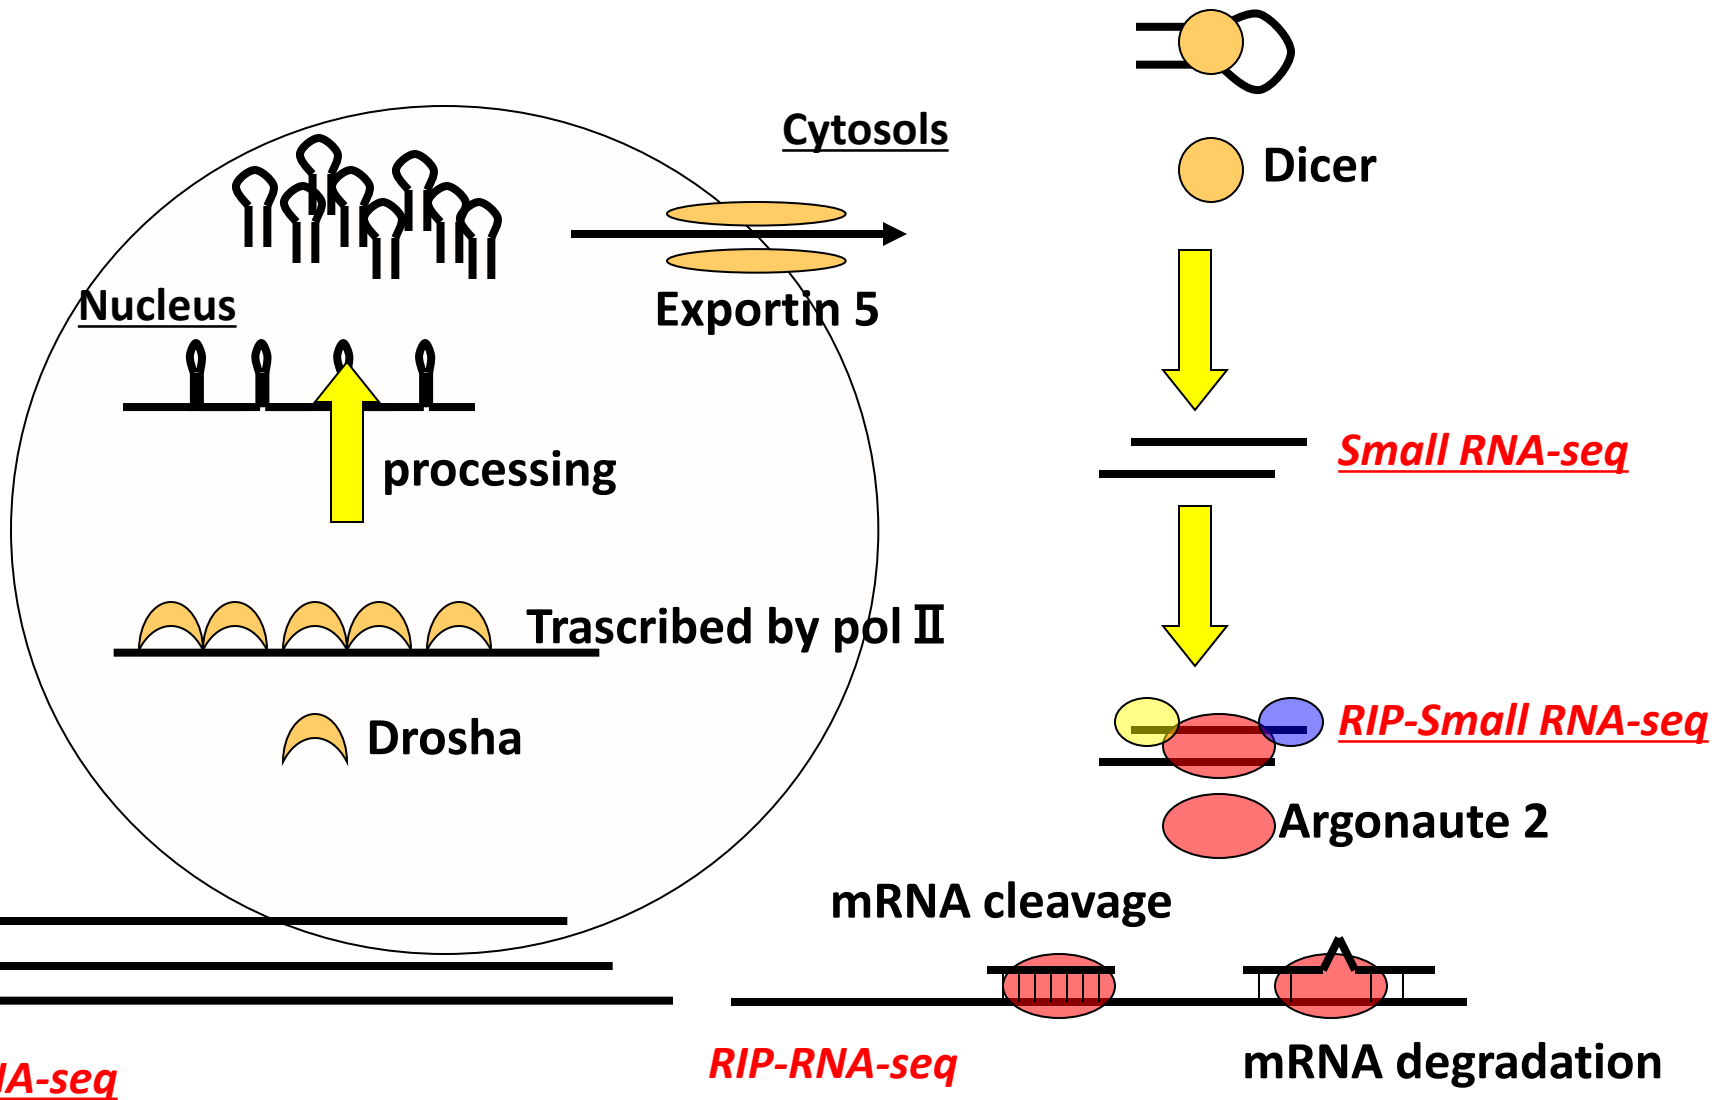 Cytosols
Dicer
Nucleus
Exportin 5
processing
Small RNA-seq
Trascribed by pol Ⅱ
Drosha
RIP-Small RNA-seq
Argonaute 2
mRNA cleavage
RIP-RNA-seq
mRNA degradation
A-seq